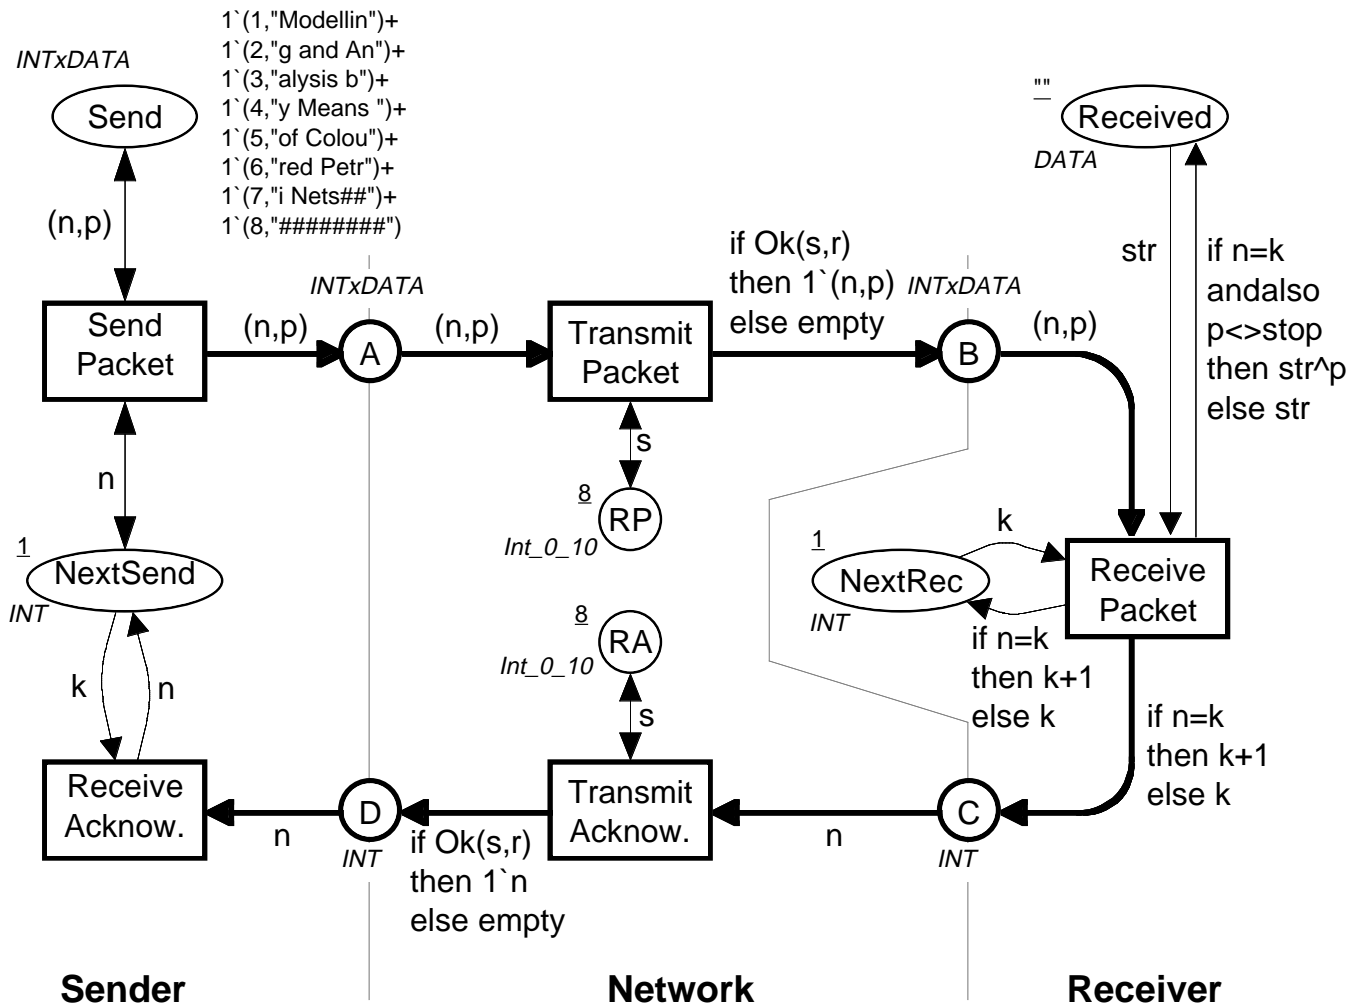 INTxDATA
Send
1`(1,"Modellin")+
1`(2,"g and An")+
1`(3,"alysis b")+
1`(4,"y Means ")+
1`(5,"of Colou")+
1`(6,"red Petr")+
1`(7,"i Nets##")+
1`(8,"########")
""
Received
DATA
(n,p)
str
if n=k
andalso
p<>stop
then str^p
else str
Send
Packet
(n,p)
INTxDATA
A
(n,p)
Transmit
Packet
if Ok(s,r)
then 1`(n,p)
else empty
INTxDATA
B
(n,p)
n
s
8
RP
Int_0_10
1
NextSend
INT
k
1
NextRec
INT
k
Receive
Packet
if n=k
then k+1
else k
8
RA
Int_0_10
s
n
if n=k
then k+1
else k
Receive
Acknow.
n
D
INT
if Ok(s,r)
then 1`n
else empty
Transmit
Acknow.
n
C
INT
Sender
Network
Receiver